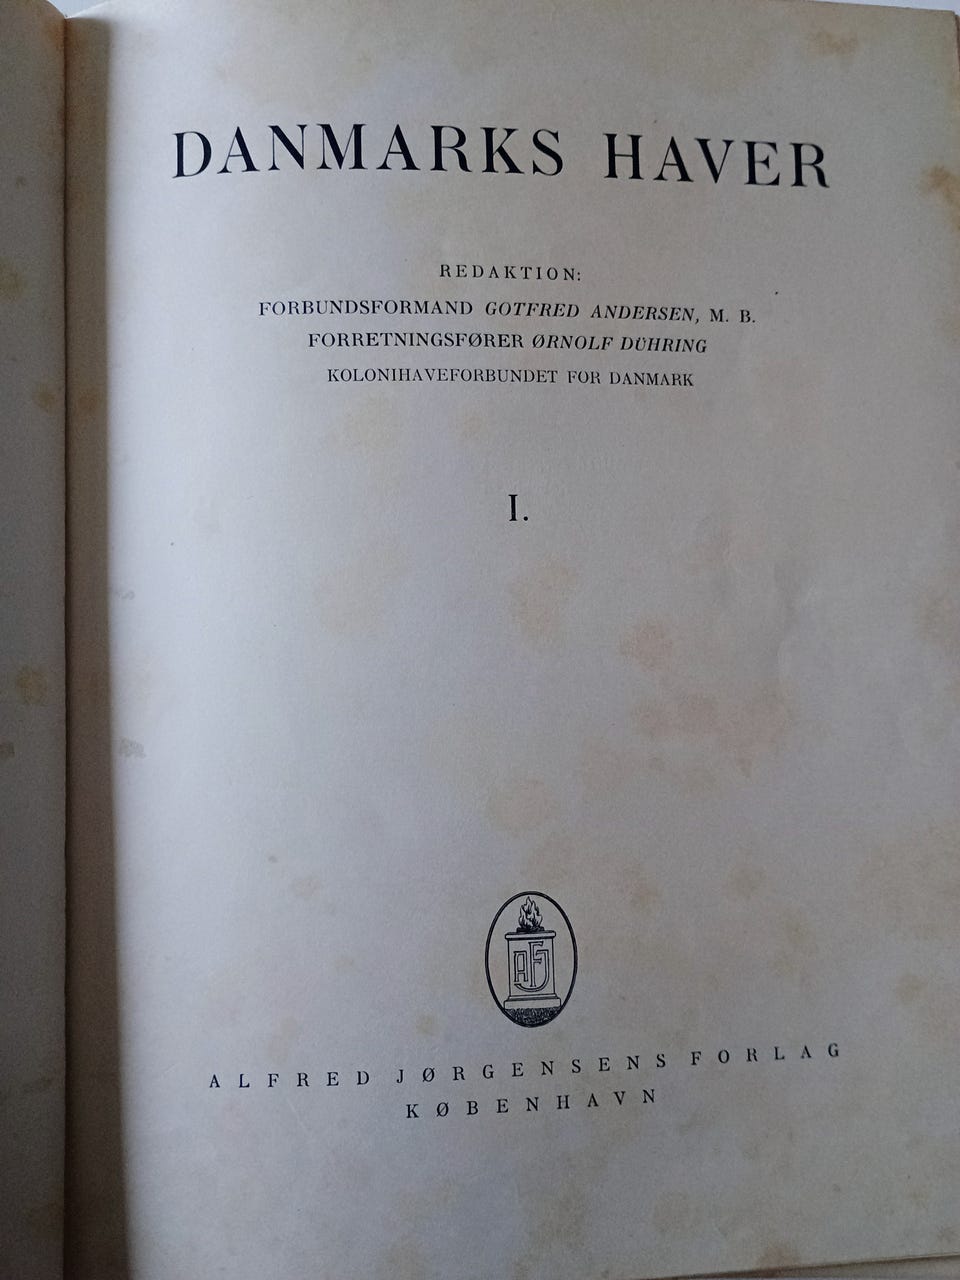 DANMARKS HAVER
REDAKTION:
FORBUNDSFORMAND GOTFRED ANDERSEN, M. B.
FORRETNINGSFØRER ØRNOLF DÜHRING
KOLONIHAVEFORBUNDET FOR DANMARK
I.
AJF
ALFRED JØRGENSENS FORLAG
KØBENHAVN